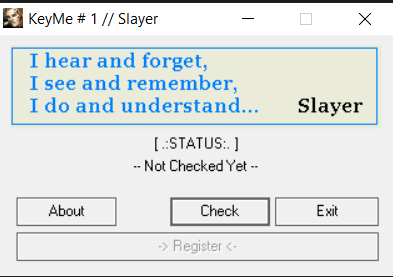 KeyMe # 1 // Slayer
I hear and forget,
I see and remember,
I do and understand... Slayer
[ .:STATUS:. ]
-- Not Checked Yet --
About Check Exit
-> Register <-